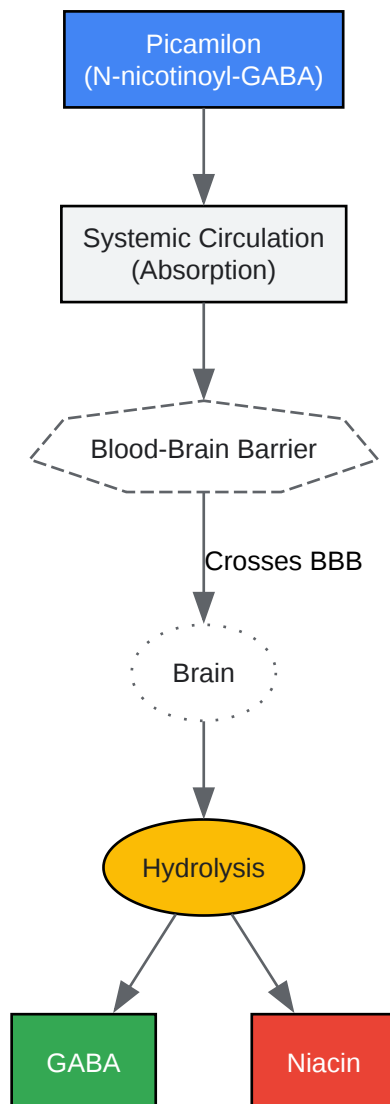 Picamilon
(N-nicotinoyl-GABA)
Systemic Circulation
(Absorption)
Blood-Brain Barrier
Crosses BBB
Brain
Hydrolysis
GABA
Niacin